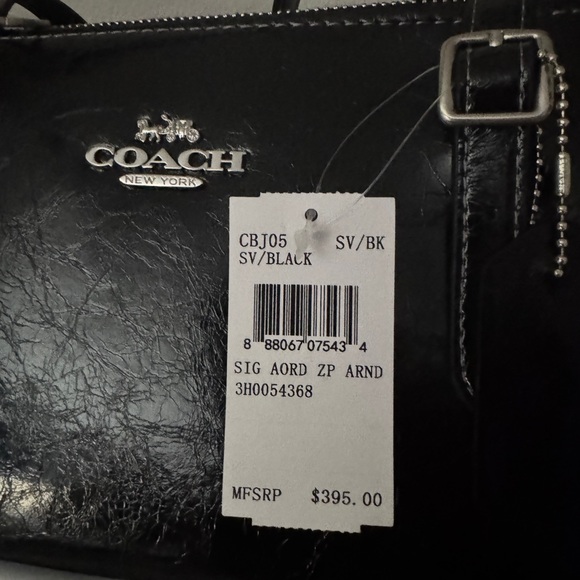 COACH
NEW YORK
CBJ05 SV/BK
SV/BLACK
8 88067 07543 4
SIG AORD ZP ARND
3H0054368
MFSRP $395.00